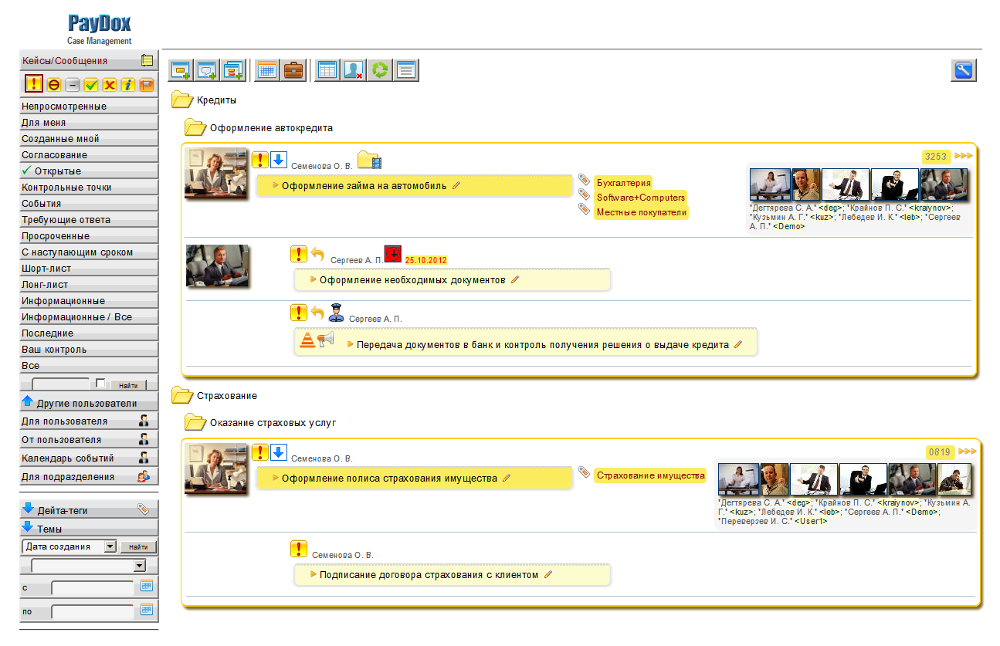 PayDox
Case Management
Кейсы/Сообщения
Непросмотренные
Для меня
Созданные мной
Согласование
Открытые
Контрольные точки
События
Требующие ответа
Просроченные
С наступающим сроком
Шорт-лист
Лонг-лист
Информационные
Информационные / Все
Последние
Ваш контроль
Все
Найти
Другие пользователи
Для пользователя
От пользователя
Календарь событий
Для подразделения
Дейта-теги
Темы
Дата создания
Найти
с
по
Кредиты
Оформление автокредита
Семенова О. В.
3253
Оформление займа на автомобиль
Бухгалтерия
Software+Computers
Местные покупатели
"Дегтярева С. А." <deg>; "Крайнов П. С." <kraiynov>;
"Кузьмин А. Г." <kuz>; "Лебедев И. К." <leb>; "Сергеев
А. П." <Demo>
Сергеев А. П. 25.10.2012
Оформление необходимых документов
Сергеев А. П.
Передача документов в банк и контроль получения решения о выдаче кредита
Страхование
Оказание страховых услуг
Семенова О. В.
0819
Оформление полиса страхования имущества
Страхование имущества
"Дегтярева С. А." <deg>; "Крайнов П. С." <kraiynov>; "Кузьмин А.
Г." <kuz>; "Лебедев И. К." <leb>; "Сергеев А. П." <Demo>;
"Переверзев И. С." <User1>
Семенова О. В.
Подписание договора страхования с клиентом